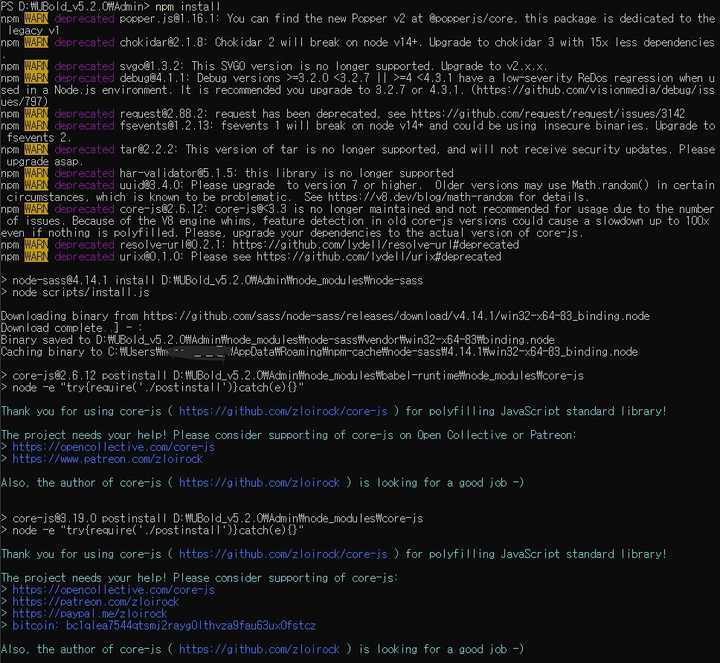 PS D:₩UBold_v5.2.0₩Admin> npm install
npm WARN deprecated popper.js@1.16.1: You can find the new Popper v2 at @popperjs/core, this package is dedicated to the
 legacy v1
npm WARN deprecated chokidar@2.1.8: Chokidar 2 will break on node v14+. Upgrade to chokidar 3 with 15x less dependencies
.
npm WARN deprecated svgo@1.3.2: This SVGO version is no longer supported. Upgrade to v2.x.x.
npm WARN deprecated debug@4.1.1: Debug versions >=3.2.0 <3.2.7 || >=4 <4.3.1 have a low-severity ReDos regression when u
sed in a Node.js environment. It is recommended you upgrade to 3.2.7 or 4.3.1. (https://github.com/visionmedia/debug/iss
ues/797)
npm WARN deprecated request@2.88.2: request has been deprecated, see https://github.com/request/request/issues/3142
npm WARN deprecated fsevents@1.2.13: fsevents 1 will break on node v14+ and could be using insecure binaries. Upgrade to
 fsevents 2.
npm WARN deprecated tar@2.2.2: This version of tar is no longer supported, and will not receive security updates. Please
 upgrade asap.
npm WARN deprecated har-validator@5.1.5: this library is no longer supported
npm WARN deprecated uuid@3.4.0: Please upgrade  to version 7 or higher.  Older versions may use Math.random() in certain
 circumstances, which is known to be problematic.  See https://v8.dev/blog/math-random for details.
npm WARN deprecated core-js@2.6.12: core-js@<3.3 is no longer maintained and not recommended for usage due to the number
 of issues. Because of the V8 engine whims, feature detection in old core-js versions could cause a slowdown up to 100x
even if nothing is polyfilled. Please, upgrade your dependencies to the actual version of core-js.
npm WARN deprecated resolve-url@0.2.1: https://github.com/lydell/resolve-url#deprecated
npm WARN deprecated urix@0.1.0: Please see https://github.com/lydell/urix#deprecated
> node-sass@4.14.1 install D:₩UBold_v5.2.0₩Admin₩node_modules₩node-sass
> node scripts/install.js
Downloading binary from https://github.com/sass/node-sass/releases/download/v4.14.1/win32-x64-83_binding.node
Download complete..] - :
Binary saved to D:₩UBold_v5.2.0₩Admin₩node_modules₩node-sass₩vendor₩win32-x64-83₩binding.node
Caching binary to C:₩Users₩ ₩AppData₩Roaming₩npm-cache₩node-sass₩4.14.1₩win32-x64-83_binding.node
> core-js@2.6.12 postinstall D:₩UBold_v5.2.0₩Admin₩node_modules₩babel-runtime₩node_modules₩core-js
> node -e "try{require('./postinstall')}catch(e){}"
Thank you for using core-js ( https://github.com/zloirock/core-js ) for polyfilling JavaScript standard library!
The project needs your help! Please consider supporting of core-js on Open Collective or Patreon:
> https://opencollective.com/core-js
> https://www.patreon.com/zloirock
Also, the author of core-js ( https://github.com/zloirock ) is looking for a good job -)
> core-js@3.19.0 postinstall D:₩UBold_v5.2.0₩Admin₩node_modules₩core-js
> node -e "try{require('./postinstall')}catch(e){}"
Thank you for using core-js ( https://github.com/zloirock/core-js ) for polyfilling JavaScript standard library!
The project needs your help! Please consider supporting of core-js:
> https://opencollective.com/core-js
> https://patreon.com/zloirock
> https://paypal.me/zloirock
> bitcoin: bc1qlea7544qtsmj2rayg0lthvza9fau63ux0fstcz
Also, the author of core-js ( https://github.com/zloirock ) is looking for a good job -)